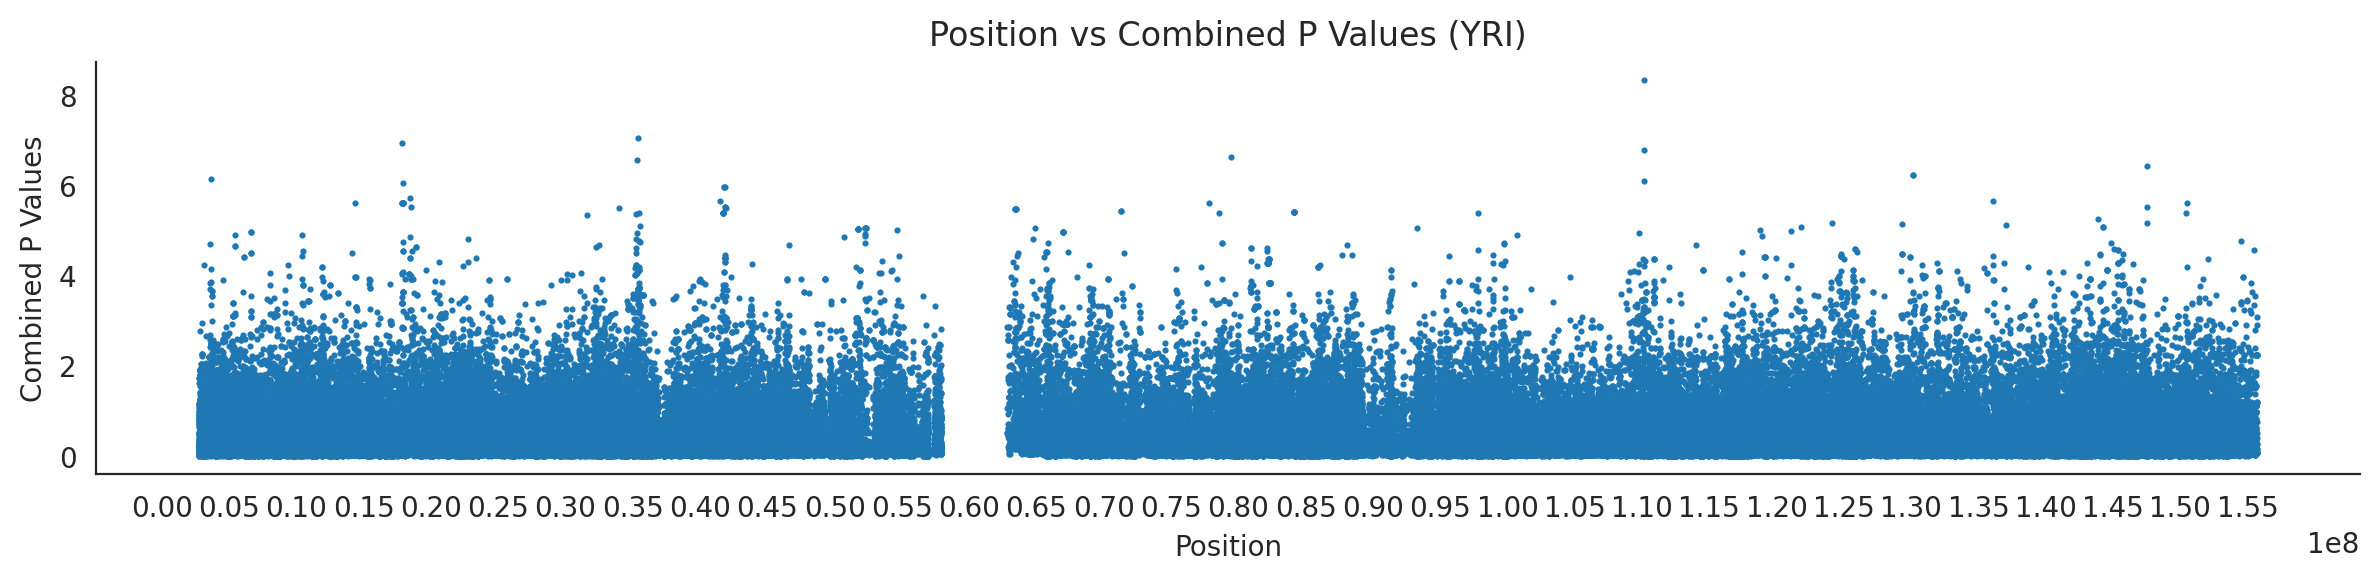 Position vs Combined P Values (YRI)
Combined P Values
8
6
4
2
0
0.00 0.05 0.10 0.15 0.20 0.25 0.30 0.35 0.40 0.45 0.50 0.55 0.60 0.65 0.70 0.75 0.80 0.85 0.90 0.95 1.00 1.05 1.10 1.15 1.20 1.25 1.30 1.35 1.40 1.45 1.50 1.55
1e8
Position